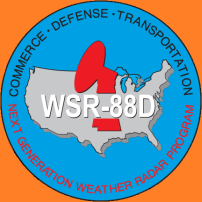 COMMERCE · DEFENSE · TRANSPORTATION
WSR-88D
NEXT GENERATION WEATHER RADAR PROGRAM